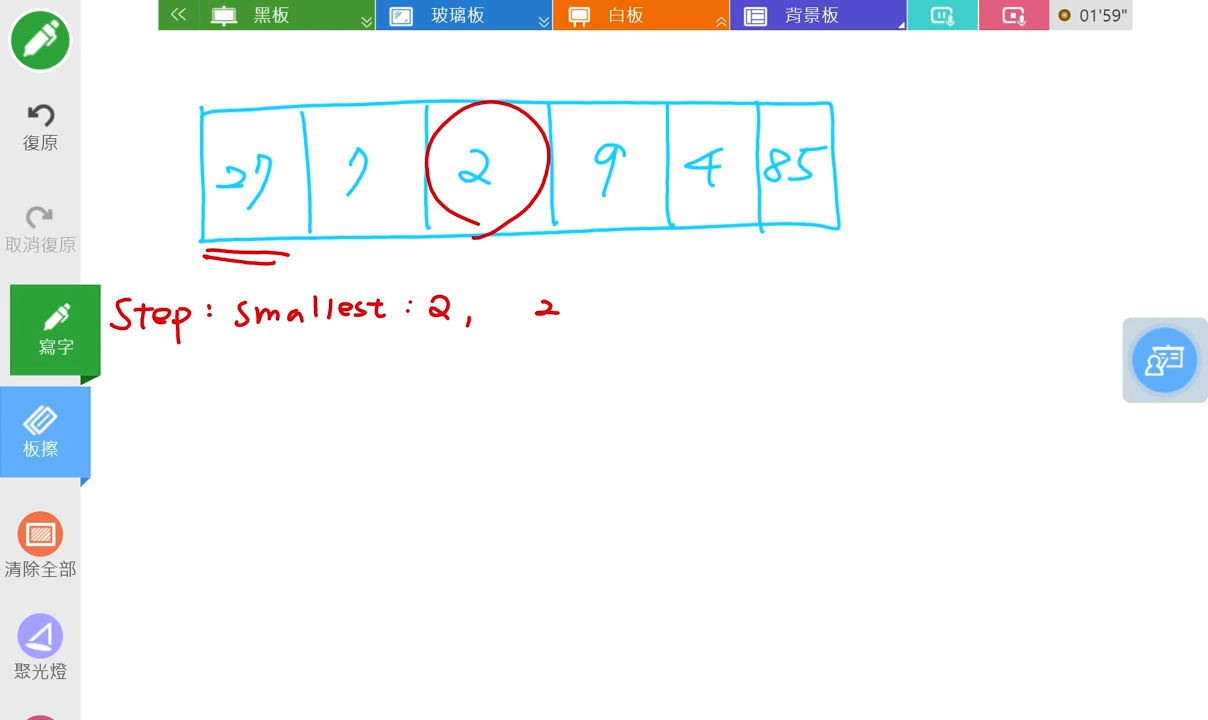 黑板 玻璃板 白板 背景板 01'59"
復原
27 7 2 9 4 85
取消復原
Step: smallest: 2, 2
寫字
板擦
清除全部
聚光燈